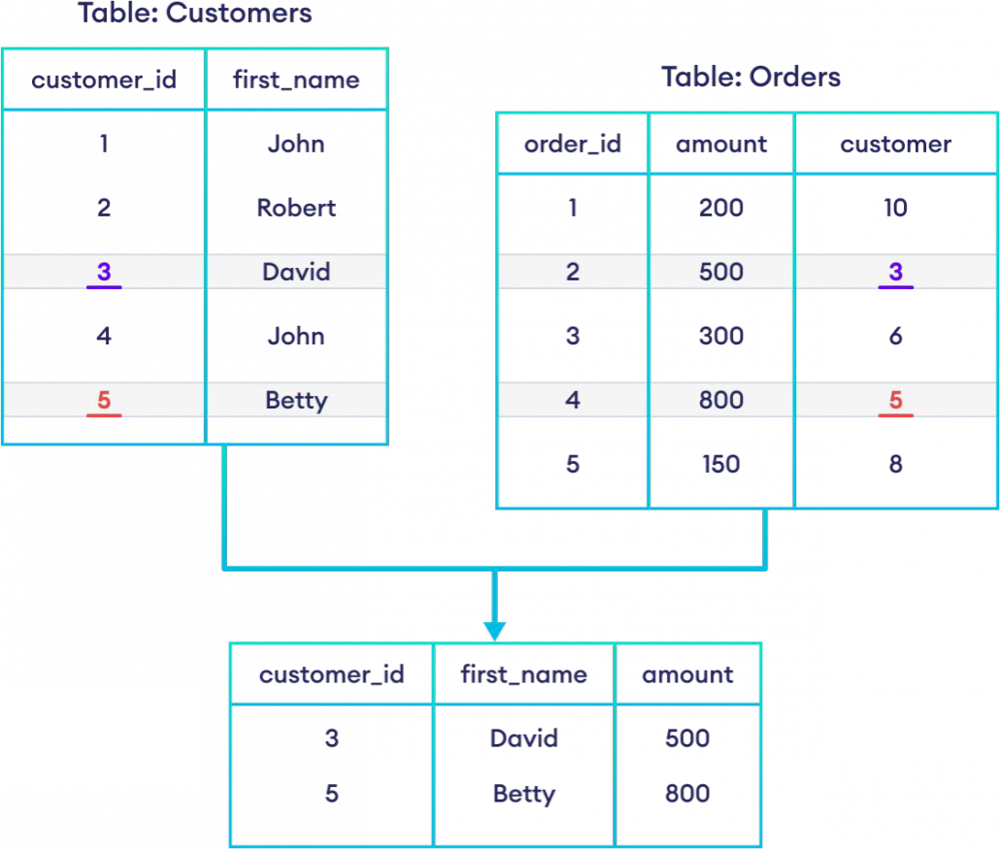 Table: Customers
customer_id first_name
1 John
2 Robert
3 David
4 John
5 Betty
Table: Orders
order_id amount customer
1 200 10
2 500 3
3 300 6
4 800 5
5 150 8
customer_id first_name amount
3 David 500
5 Betty 800